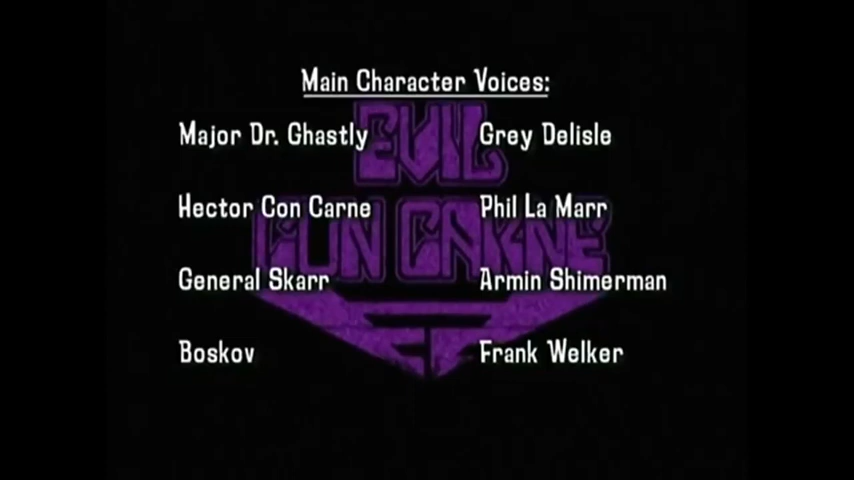 Main Character Voices:
Major Dr. Ghastly Grey Delisle
Hector Con Carne Phil La Marr
General Skarr Armin Shimerman
Boskov Frank Welker
EVIL
CON CARNE